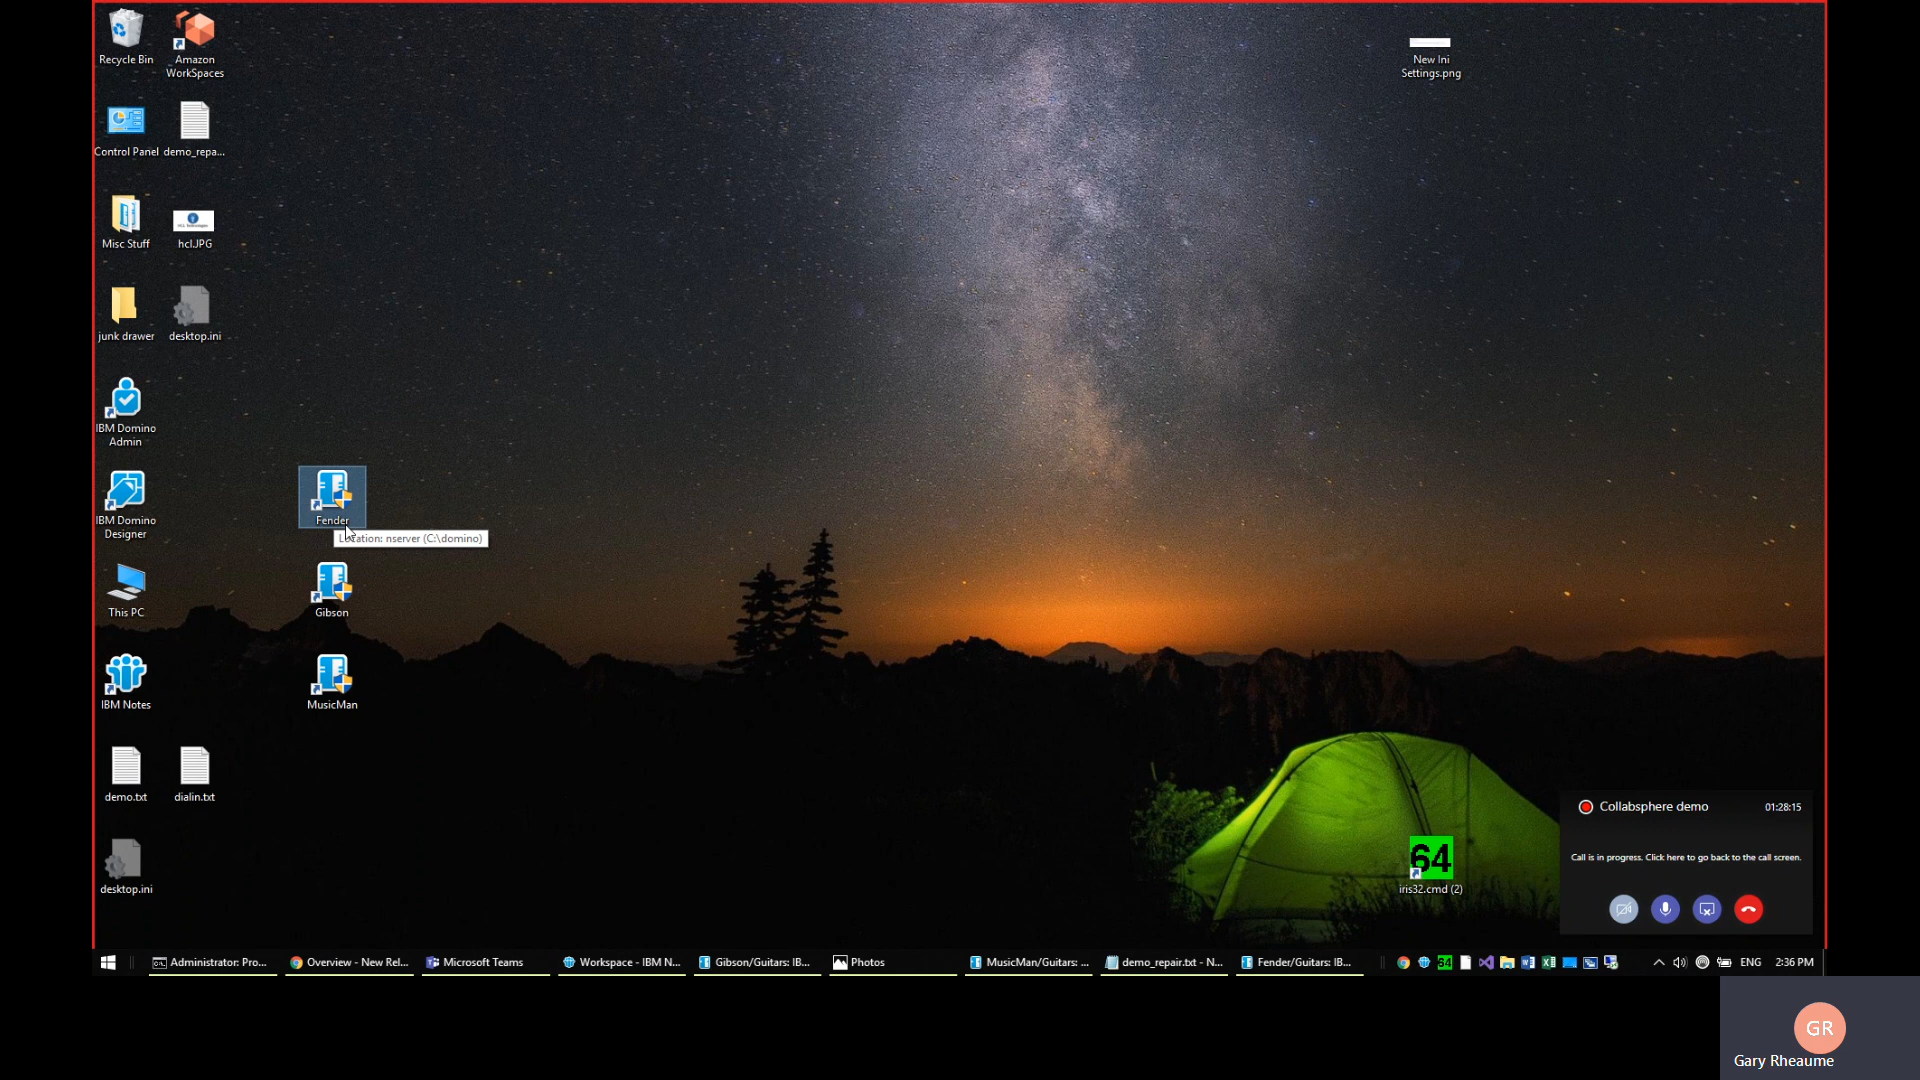 Recycle Bin
Amazon
WorkSpaces
New Ini
Settings.png
Control Panel
demo_repa...
Misc Stuff
hcl.JPG
junk drawer
desktop.ini
IBM Domino
Admin
IBM Domino
Designer
Fender
Location: nserver (C:\domino)
This PC
Gibson
IBM Notes
MusicMan
demo.txt
dialin.txt
desktop.ini
64
iris32.cmd (2)
Collabsphere demo
01:28:15
Call is in progress. Click here to go back to the call screen.
Administrator: Pro...
Overview - New Rel...
Microsoft Teams
Workspace - IBM N...
Gibson/Guitars: IB...
Photos
MusicMan/Guitars: ...
demo_repair.txt - N...
Fender/Guitars: IB...
64
ENG
2:36 PM
GR
Gary Rheaume